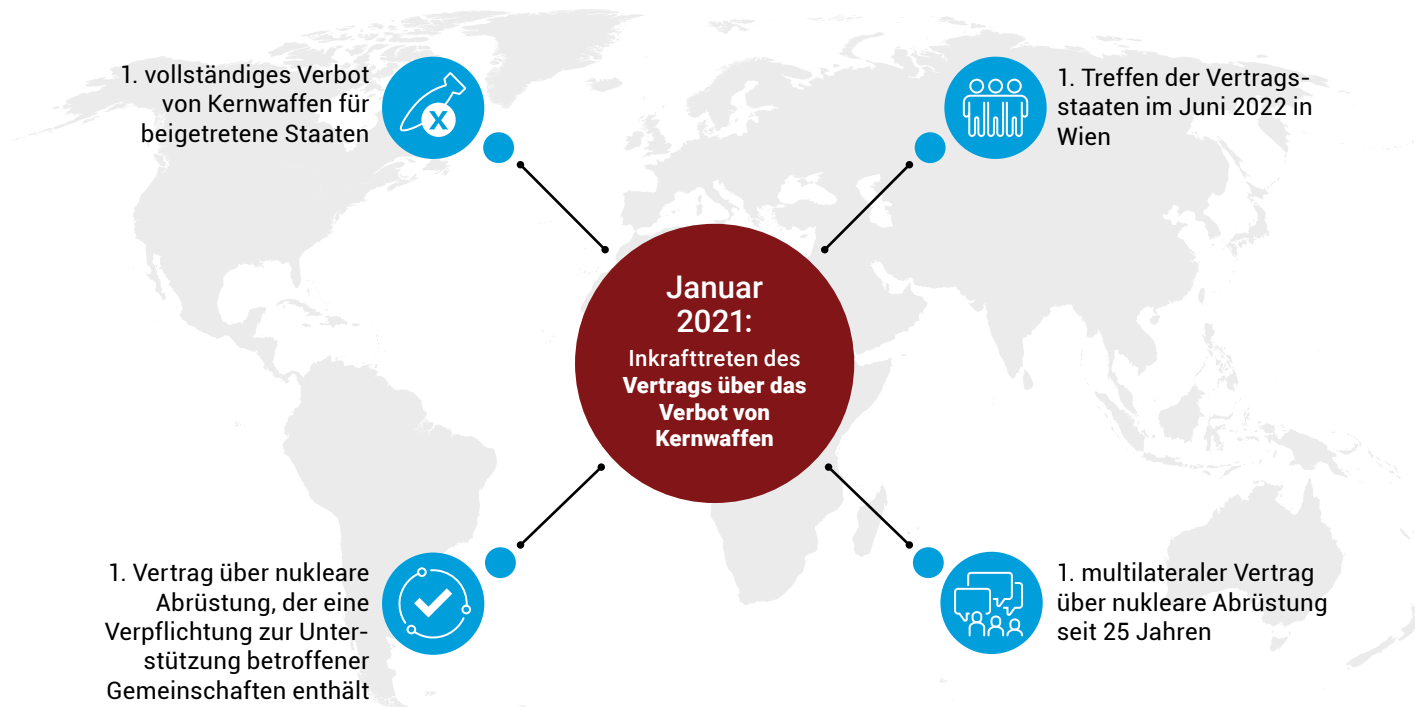 1. vollständiges Verbot
von Kernwaffen für
beigetretene Staaten
X
1. Treffen der Vertrags-
staaten im Juni 2022 in
Wien
Januar
2021:
Inkrafttreten des
Vertrags über das
Verbot von
Kernwaffen
1. Vertrag über nukleare
Abrüstung, der eine
Verpflichtung zur Unter-
stützung betroffener
Gemeinschaften enthält
1. multilateraler Vertrag
über nukleare Abrüstung
seit 25 Jahren